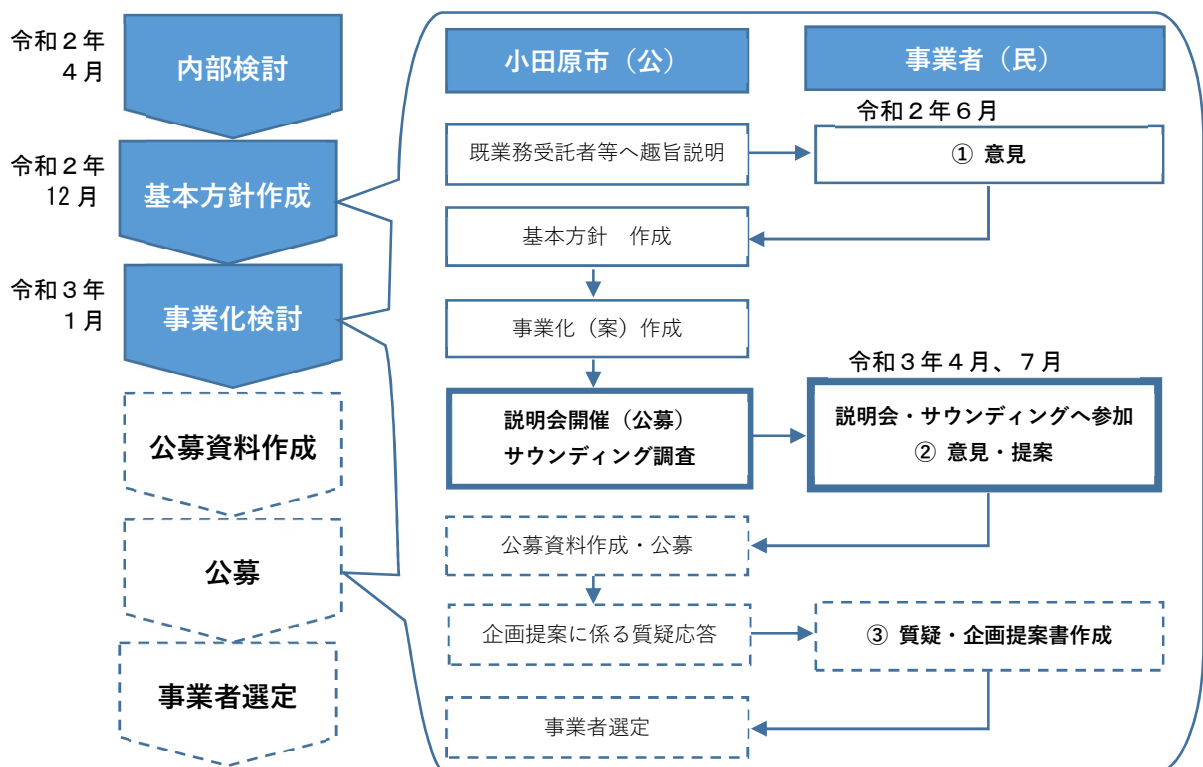 令和２年
４月
内部検討
令和２年
12 月
基本方針作成
令和３年
１月
事業化検討
公募資料作成
公募
事業者選定
小田原市（公）
事業者（民）
令和２年６月
既業務受託者等へ趣旨説明
① 意見
基本方針　作成
事業化（案）作成
令和３年４月、７月
説明会開催（公募）
サウンディング調査
説明会・サウンディングへ参加
② 意見・提案
公募資料作成・公募
企画提案に係る質疑応答
③ 質疑・企画提案書作成
事業者選定